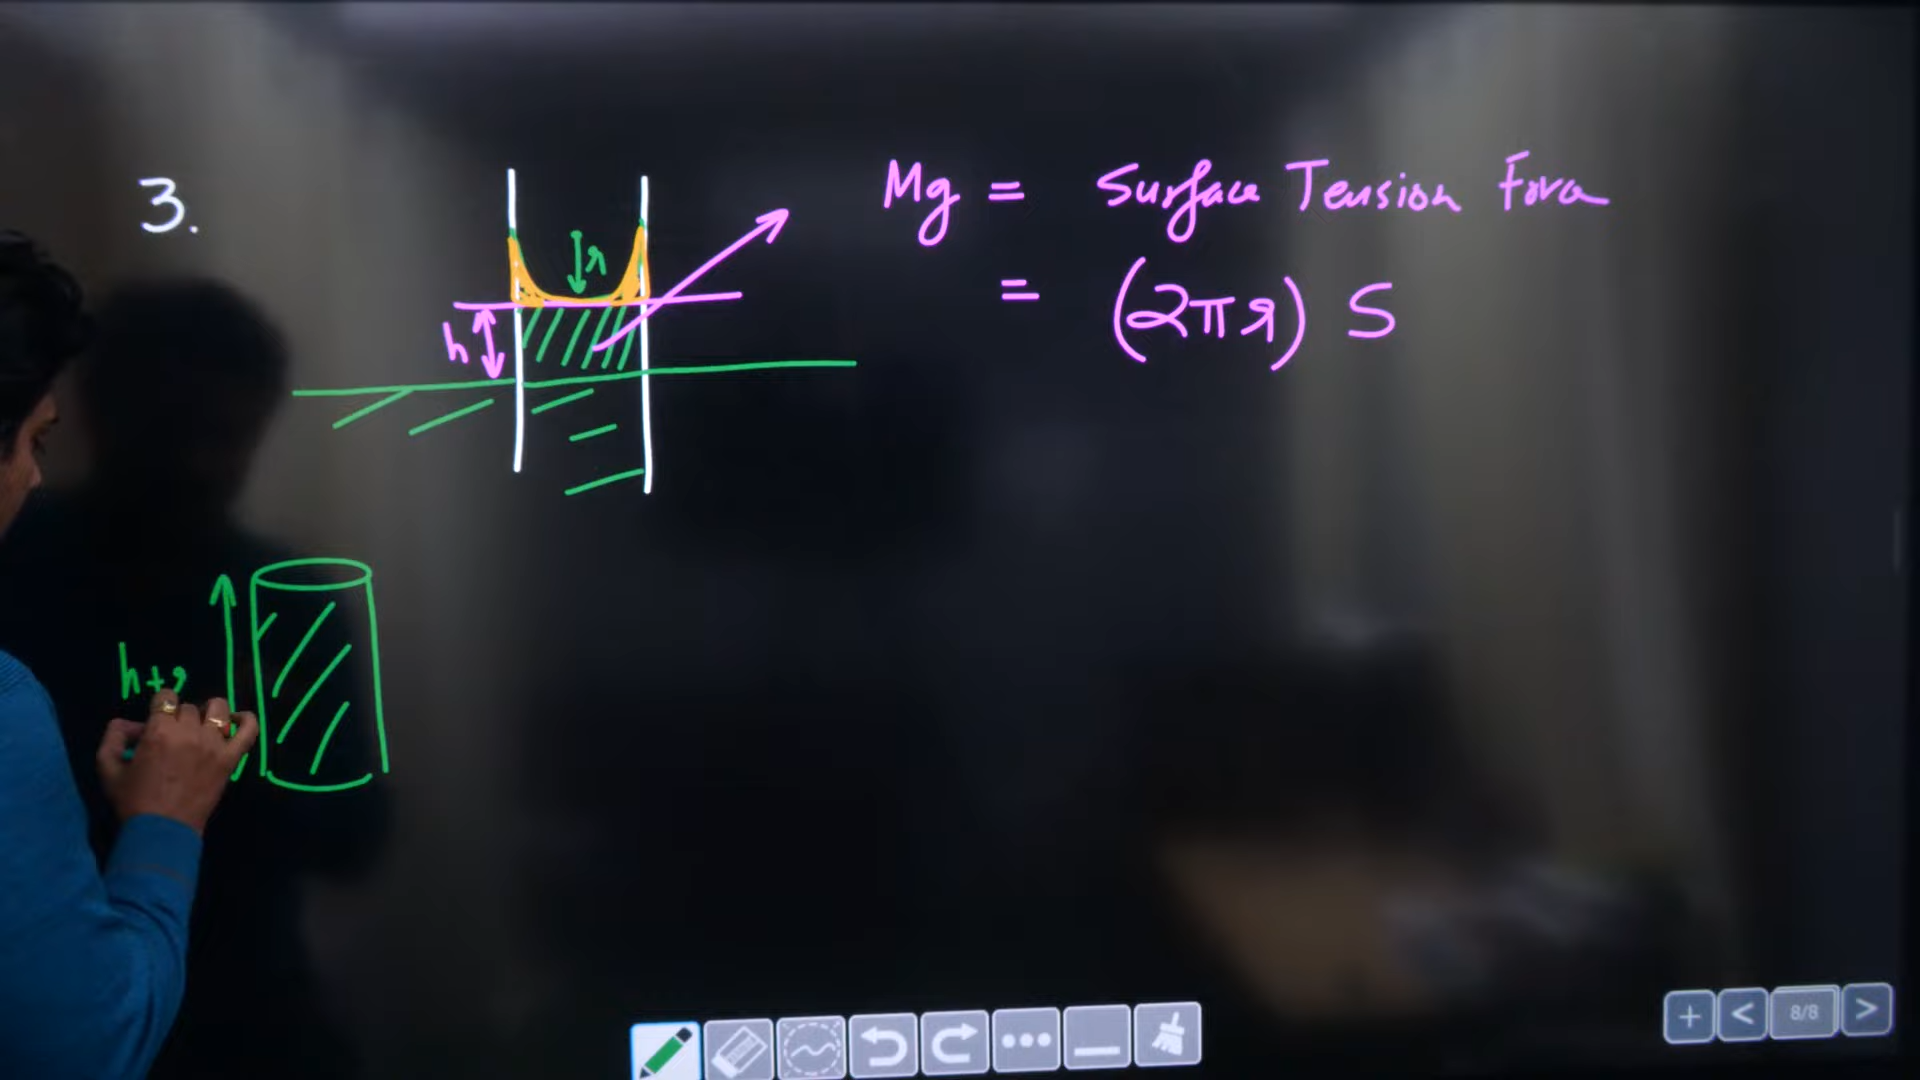 3.
Mg = Surface Tension Force
= (2πr) S
r
h
h+r
8/8